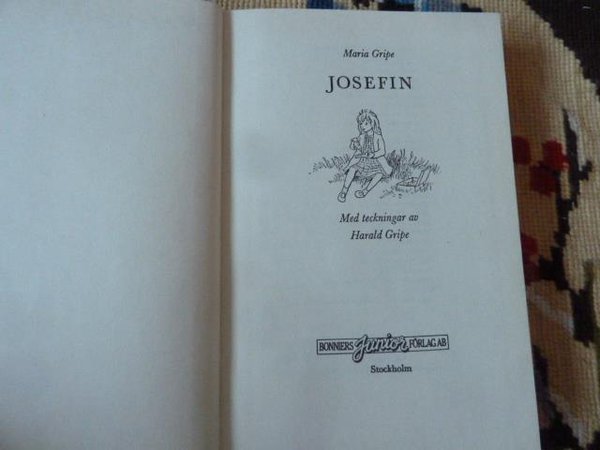 Maria Gripe
JOSEFIN
Med teckningar av
Harald Gripe
BONNIERS Junior FÖRLAG AB
Stockholm